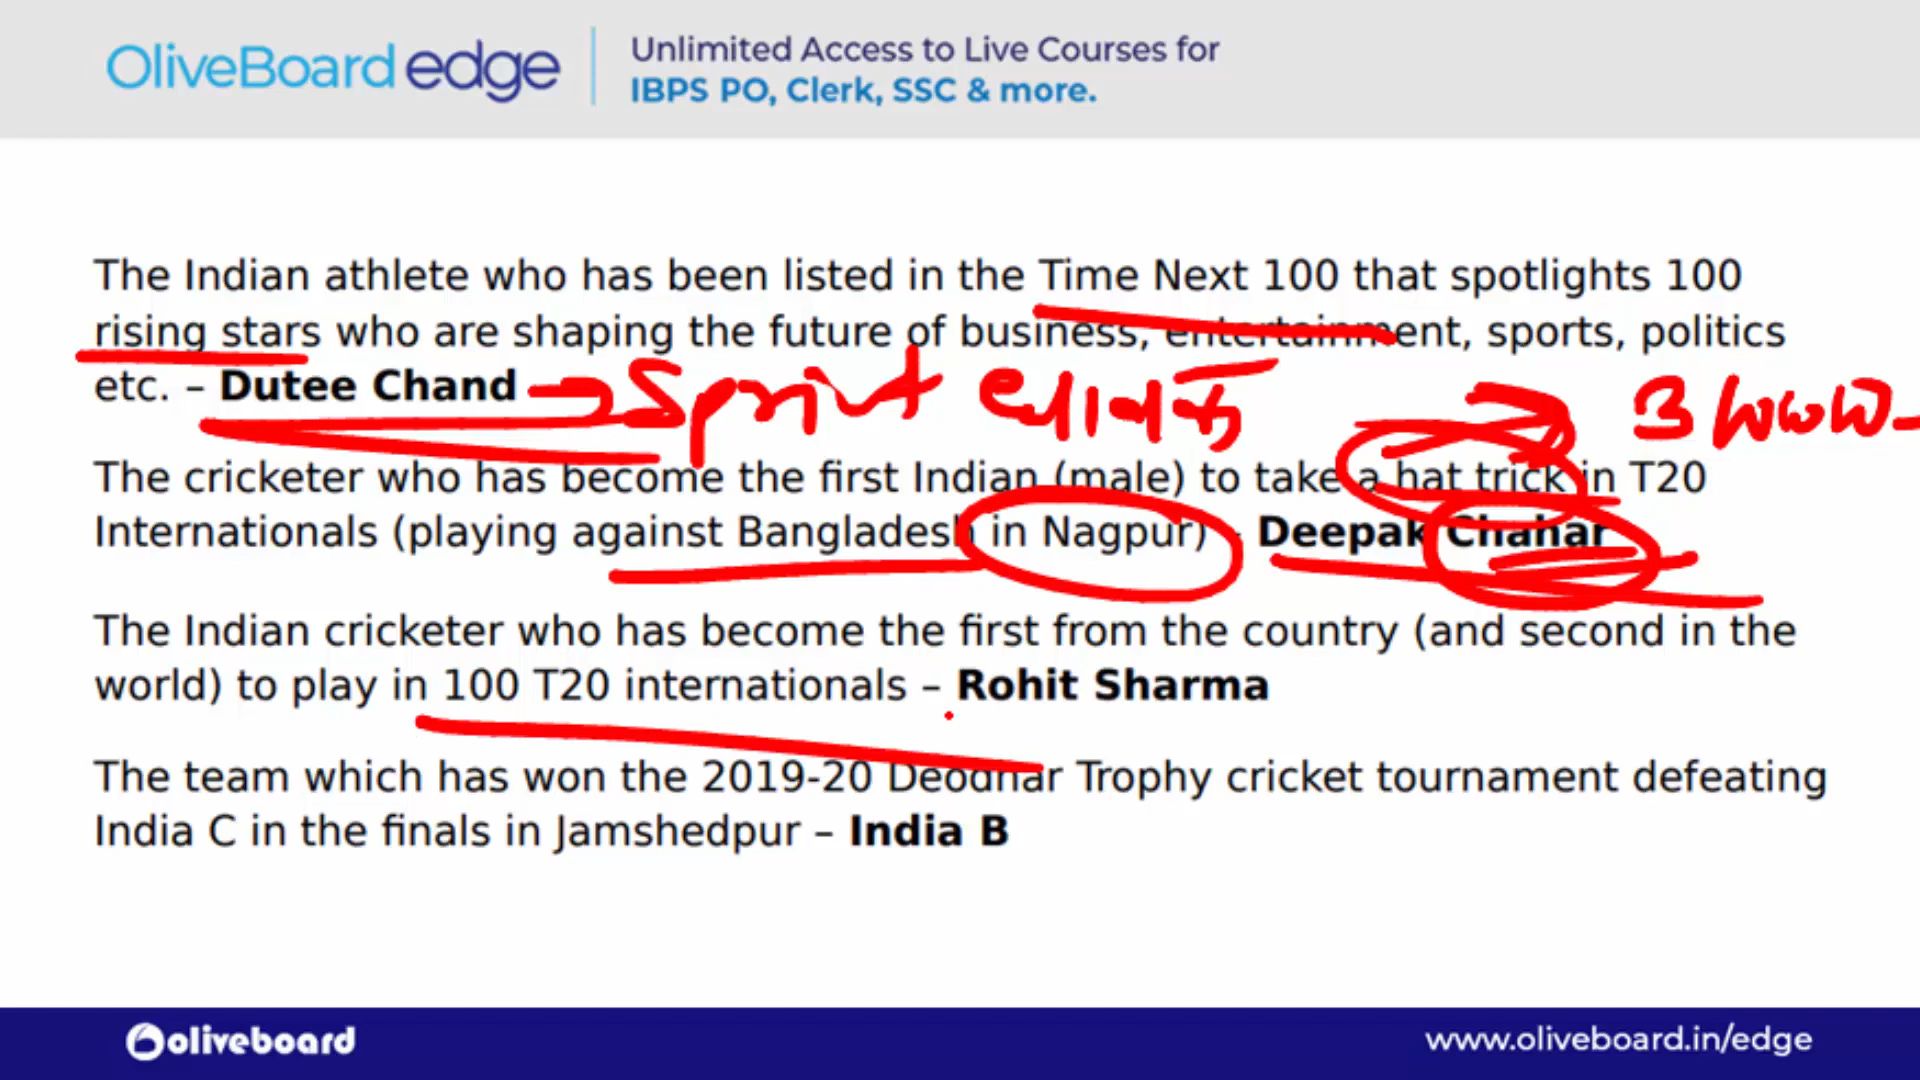 OliveBoard edge
Unlimited Access to Live Courses for
IBPS PO, Clerk, SSC & more.
The Indian athlete who has been listed in the Time Next 100 that spotlights 100
rising stars who are shaping the future of business, entertainment, sports, politics
etc. – Dutee Chand Sprint धावक 3 WWW
The cricketer who has become the first Indian (male) to take a hat trick in T20
Internationals (playing against Bangladesh in Nagpur) - Deepak Chahar
The Indian cricketer who has become the first from the country (and second in the
world) to play in 100 T20 internationals – Rohit Sharma
The team which has won the 2019-20 Deodhar Trophy cricket tournament defeating
India C in the finals in Jamshedpur – India B
oliveboard
www.oliveboard.in/edge